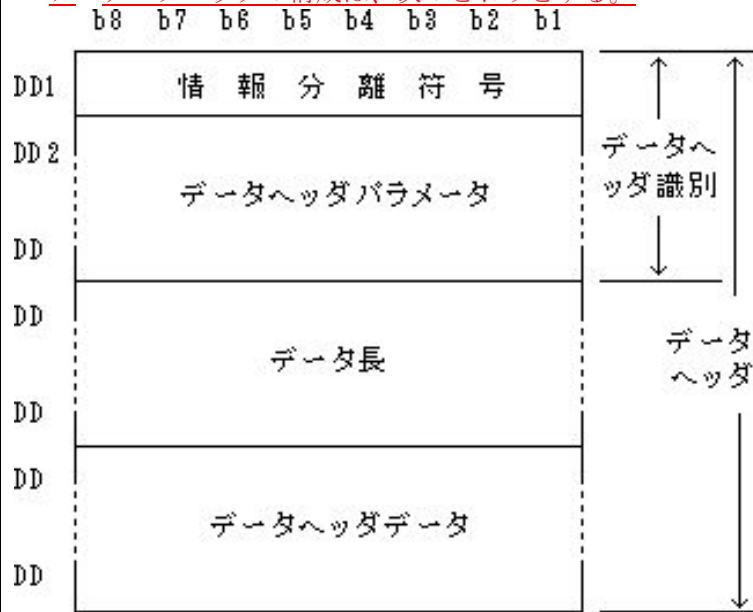 b8 b7 b6 b5 b4 b3 b2 b1
DD1 情報分離符号
DD2
データヘッダパラメータ
DD
データヘ
ッダ識別
DD
データ長
DD
データ
ヘッダ
DD
データヘッダデータ
DD